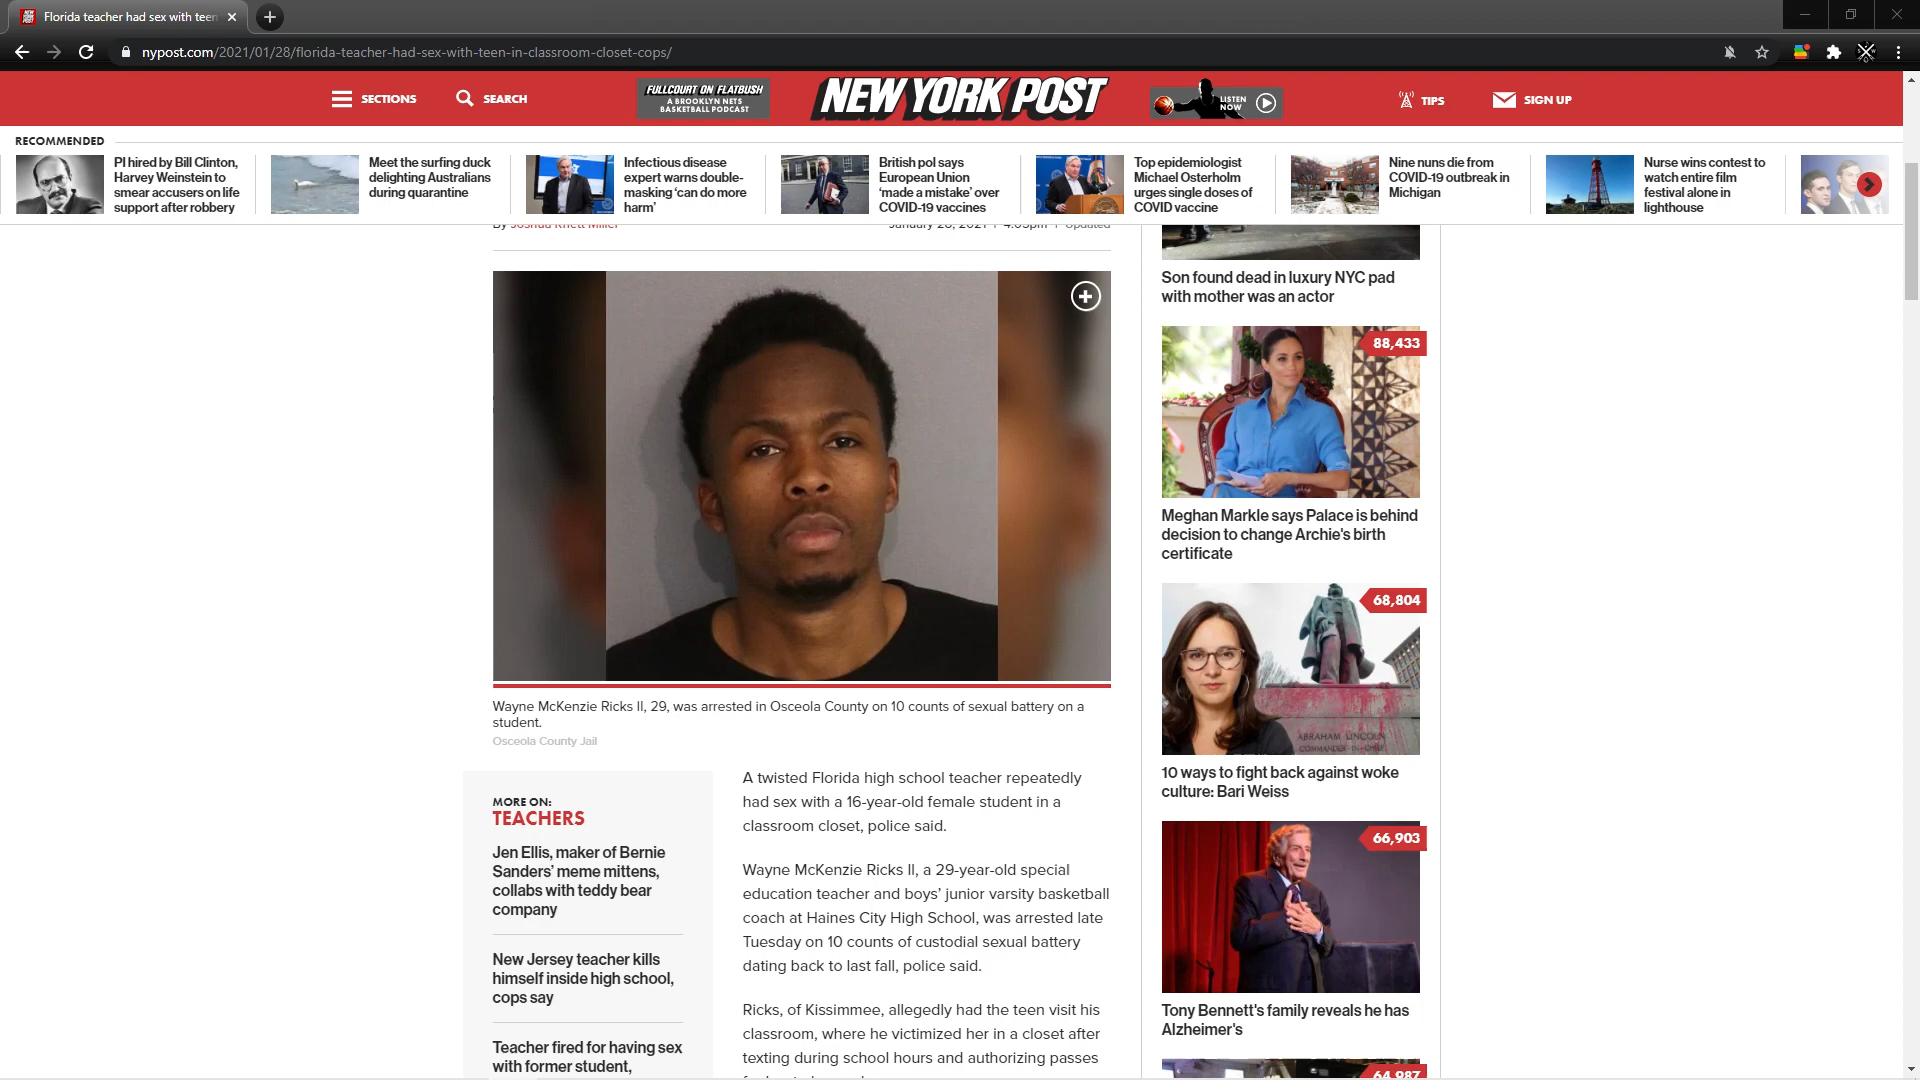 Florida teacher had sex with teen
nypost.com/2021/01/28/florida-teacher-had-sex-with-teen-in-classroom-closet-cops/
SECTIONS
SEARCH
FULLCOURT ON FLATBUSH
A BROOKLYN NETS
BASKETBALL PODCAST
NEW YORK POST
LISTEN
NOW
TIPS
SIGN UP
RECOMMENDED
PI hired by Bill Clinton,
Harvey Weinstein to
smear accusers on life
support after robbery
Meet the surfing duck
delighting Australians
during quarantine
Infectious disease
expert warns double-
masking ‘can do more
harm’
British pol says
European Union
‘made a mistake’ over
COVID-19 vaccines
Top epidemiologist
Michael Osterholm
urges single doses of
COVID vaccine
Nine nuns die from
COVID-19 outbreak in
Michigan
Nurse wins contest to
watch entire film
festival alone in
lighthouse
By Joshua Rhett Miller
January 28, 2021 | 4:05pm | Updated
Wayne McKenzie Ricks II, 29, was arrested in Osceola County on 10 counts of sexual battery on a
student.
Osceola County Jail
MORE ON:
TEACHERS
Jen Ellis, maker of Bernie
Sanders’ meme mittens,
collabs with teddy bear
company
New Jersey teacher kills
himself inside high school,
cops say
Teacher fired for having sex
with former student,
A twisted Florida high school teacher repeatedly
had sex with a 16-year-old female student in a
classroom closet, police said.
Wayne McKenzie Ricks II, a 29-year-old special
education teacher and boys’ junior varsity basketball
coach at Haines City High School, was arrested late
Tuesday on 10 counts of custodial sexual battery
dating back to last fall, police said.
Ricks, of Kissimmee, allegedly had the teen visit his
classroom, where he victimized her in a closet after
texting during school hours and authorizing passes
Son found dead in luxury NYC pad
with mother was an actor
88,433
Meghan Markle says Palace is behind
decision to change Archie's birth
certificate
68,804
ABRAHAM LINCOLN
COMMANDER-IN-CHIEF
10 ways to fight back against woke
culture: Bari Weiss
66,903
Tony Bennett's family reveals he has
Alzheimer's
64,987